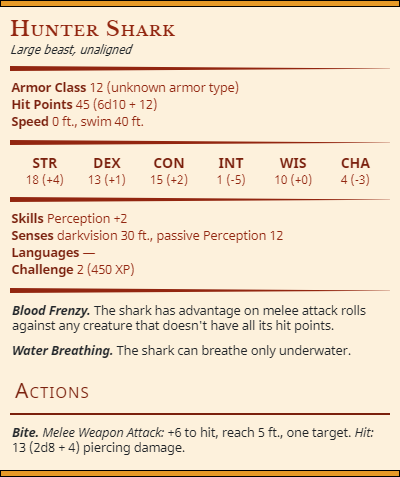 Hunter Shark
Large beast, unaligned
Armor Class 12 (unknown armor type)
Hit Points 45 (6d10 + 12)
Speed 0 ft., swim 40 ft.
STR DEX CON INT WIS CHA
18 (+4) 13 (+1) 15 (+2) 1 (-5) 10 (+0) 4 (-3)
Skills Perception +2
Senses darkvision 30 ft., passive Perception 12
Languages —
Challenge 2 (450 XP)
Blood Frenzy. The shark has advantage on melee attack rolls
against any creature that doesn't have all its hit points.
Water Breathing. The shark can breathe only underwater.
Actions
Bite. Melee Weapon Attack: +6 to hit, reach 5 ft., one target. Hit:
13 (2d8 + 4) piercing damage.